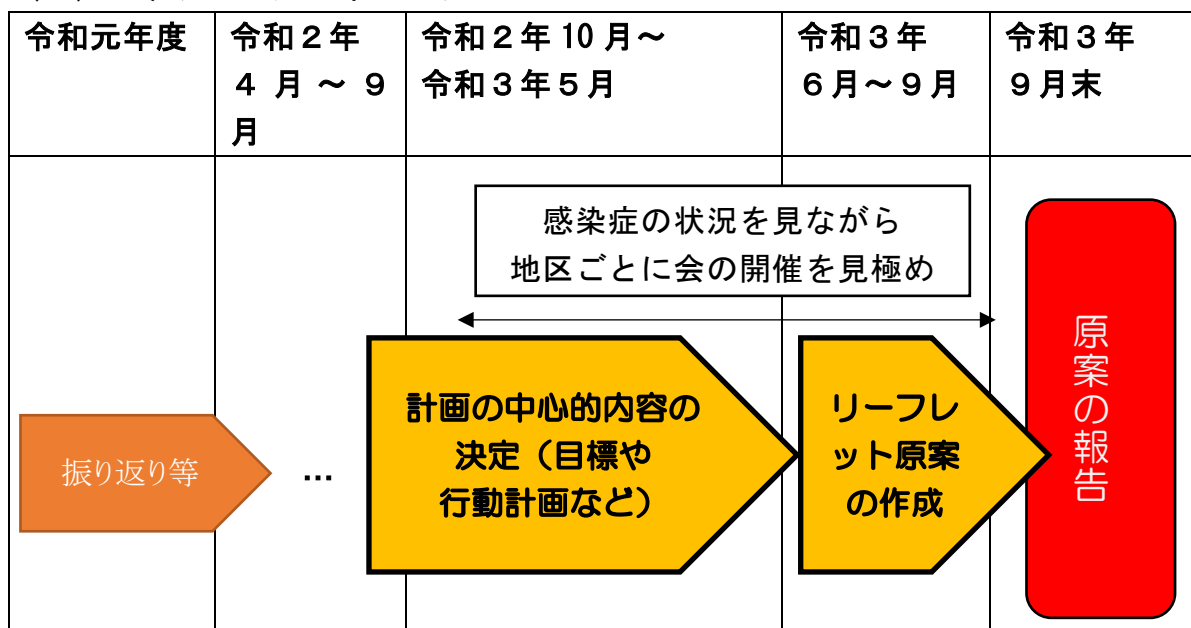 令和元年度
令和２年
４月～９
月
令和２年10月～
令和３年５月
令和３年
６月～９月
令和３年
９月末
感染症の状況を見ながら
地区ごとに会の開催を見極め
振り返り等
…
計画の中心的内容の
決定（目標や
行動計画など）
リーフレ
ット原案
の作成
原案の報告